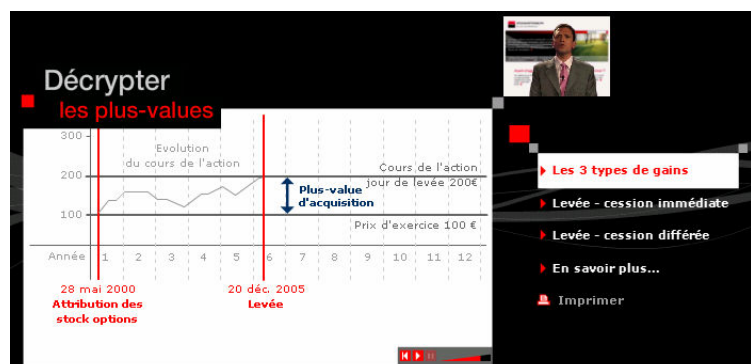 Décrypter
les plus-values
300
Evolution
du cours de l'action
200
Cours de l'action
jour de levée 200€
Plus-value
d'acquisition
100
Prix d'exercice 100 €
Année 1 2 3 4 5 6 7 8 9 10 11 12
28 mai 2000
Attribution des
stock options
20 déc. 2005
Levée
Les 3 types de gains
Levée - cession immédiate
Levée - cession différée
En savoir plus...
Imprimer